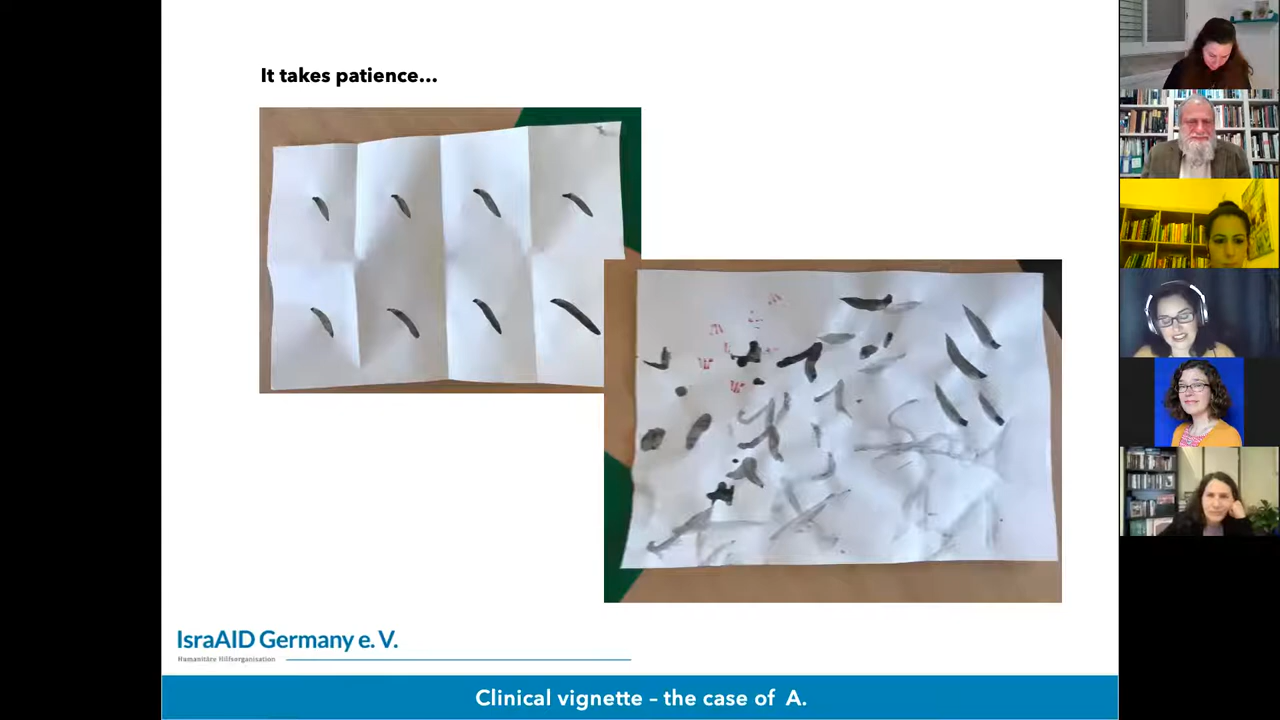 It takes patience...
IsraAID Germany e. V.
Humanitäre Hilfsorganisation
Clinical vignette – the case of A.